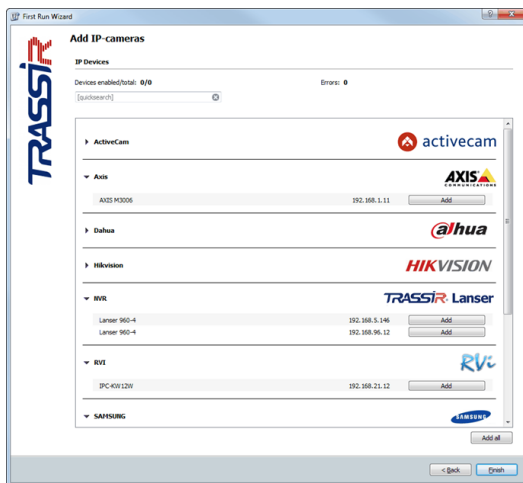 First Run Wizard
TRASSIR
Add IP-cameras
IP Devices
Devices enabled/total: 0/0 Errors: 0
[quicksearch]
ActiveCam activecam
Axis AXIS COMMUNICATIONS
AXIS M3006 192.168.1.11 Add
Dahua alhua
Hikvision HIKVISION
NVR TRASSIR Lanser
Lanser 960-4 192.168.5.146 Add
Lanser 960-4 192.168.96.12 Add
RVI RVi
IPC-KW12W 192.168.21.12 Add
SAMSUNG SAMSUNG
Add all
< Back Finish